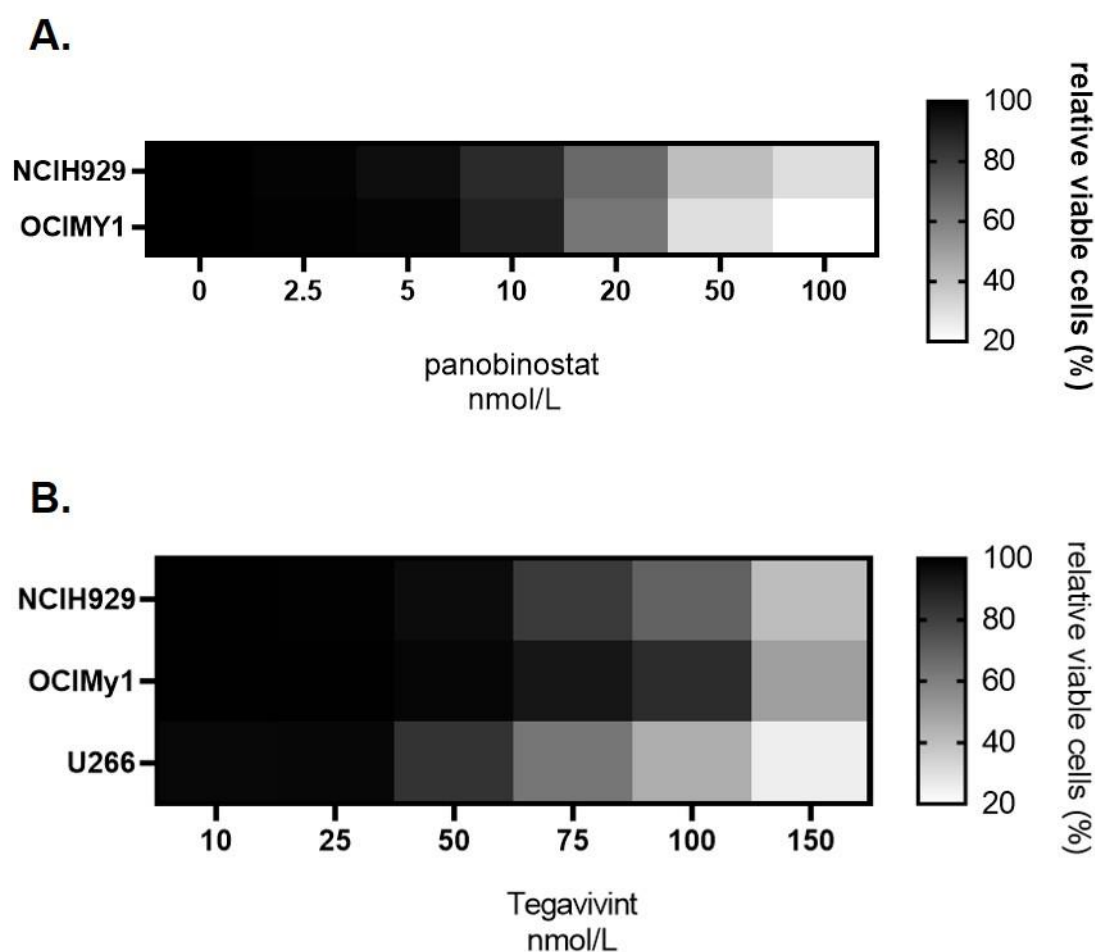 A.
NCIH929
OCIMY1
0 2.5 5 10 20 50 100
panobinostat
nmol/L
100
80
60
40
20
relative viable cells (%)
B.
NCIH929
OCIMy1
U266
10 25 50 75 100 150
Tegavivint
nmol/L
100
80
60
40
20
relative viable cells (%)